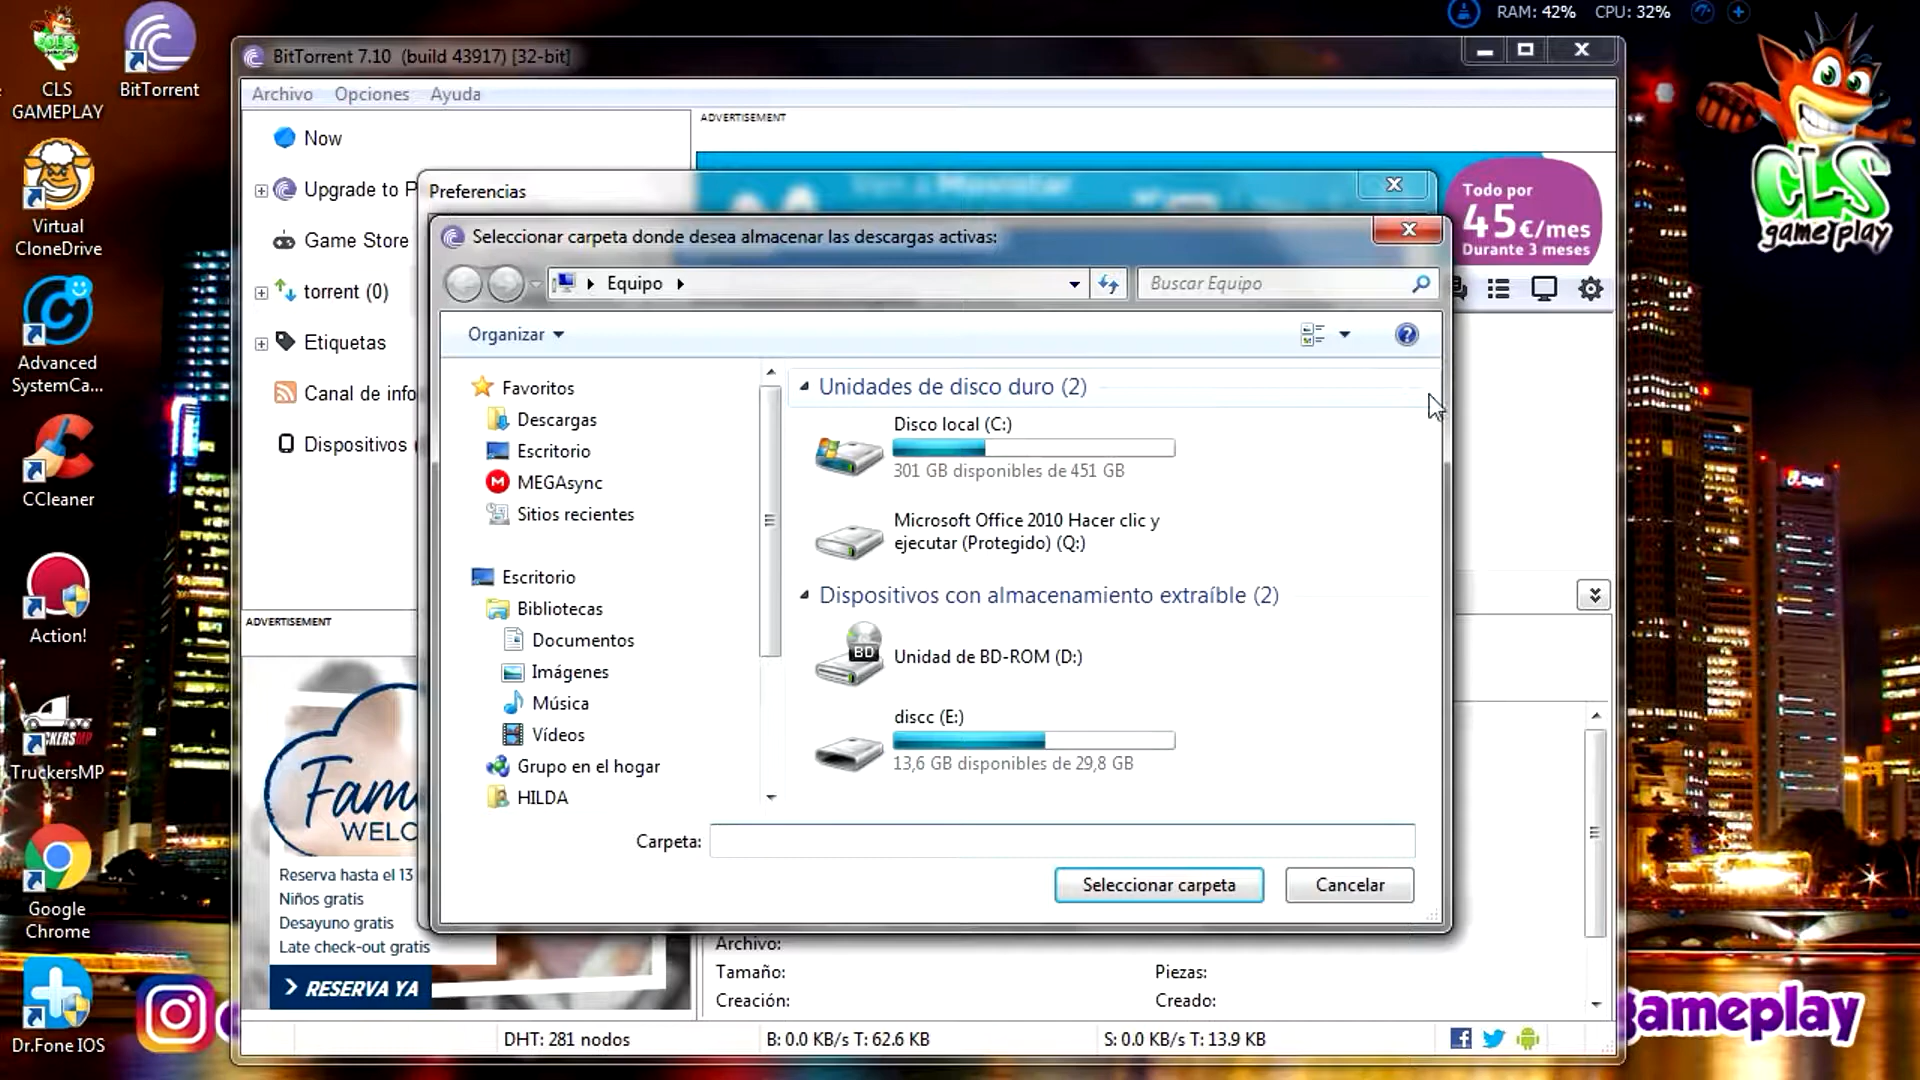 RAM: 42% CPU: 32%
CLS
GAMEPLAY
BitTorrent
Virtual
CloneDrive
Advanced
SystemCa...
CCleaner
Action!
TruckersMP
Google
Chrome
Dr.Fone IOS
BitTorrent 7.10 (build 43917) [32-bit]
Archivo Opciones Ayuda
Now
Upgrade to P
Game Store
torrent (0)
Etiquetas
Canal de info
Dispositivos
ADVERTISEMENT
Todo por
45€/mes
Durante 3 meses
CLS
gameplay
Preferencias
Seleccionar carpeta donde desea almacenar las descargas activas:
Equipo
Buscar Equipo
Organizar
Favoritos
Descargas
Escritorio
MEGAsync
Sitios recientes
Escritorio
Bibliotecas
Documentos
Imágenes
Música
Vídeos
Grupo en el hogar
HILDA
Unidades de disco duro (2)
Disco local (C:)
301 GB disponibles de 451 GB
Microsoft Office 2010 Hacer clic y
ejecutar (Protegido) (Q:)
Dispositivos con almacenamiento extraíble (2)
BD
Unidad de BD-ROM (D:)
discc (E:)
13,6 GB disponibles de 29,8 GB
Carpeta:
Seleccionar carpeta Cancelar
ADVERTISEMENT
Fam
WELC
Reserva hasta el 13
Niños gratis
Desayuno gratis
Late check-out gratis
RESERVA YA
Archivo:
Tamaño: Piezas:
Creación: Creado:
DHT: 281 nodos B: 0.0 KB/s T: 62.6 KB S: 0.0 KB/s T: 13.9 KB
gameplay